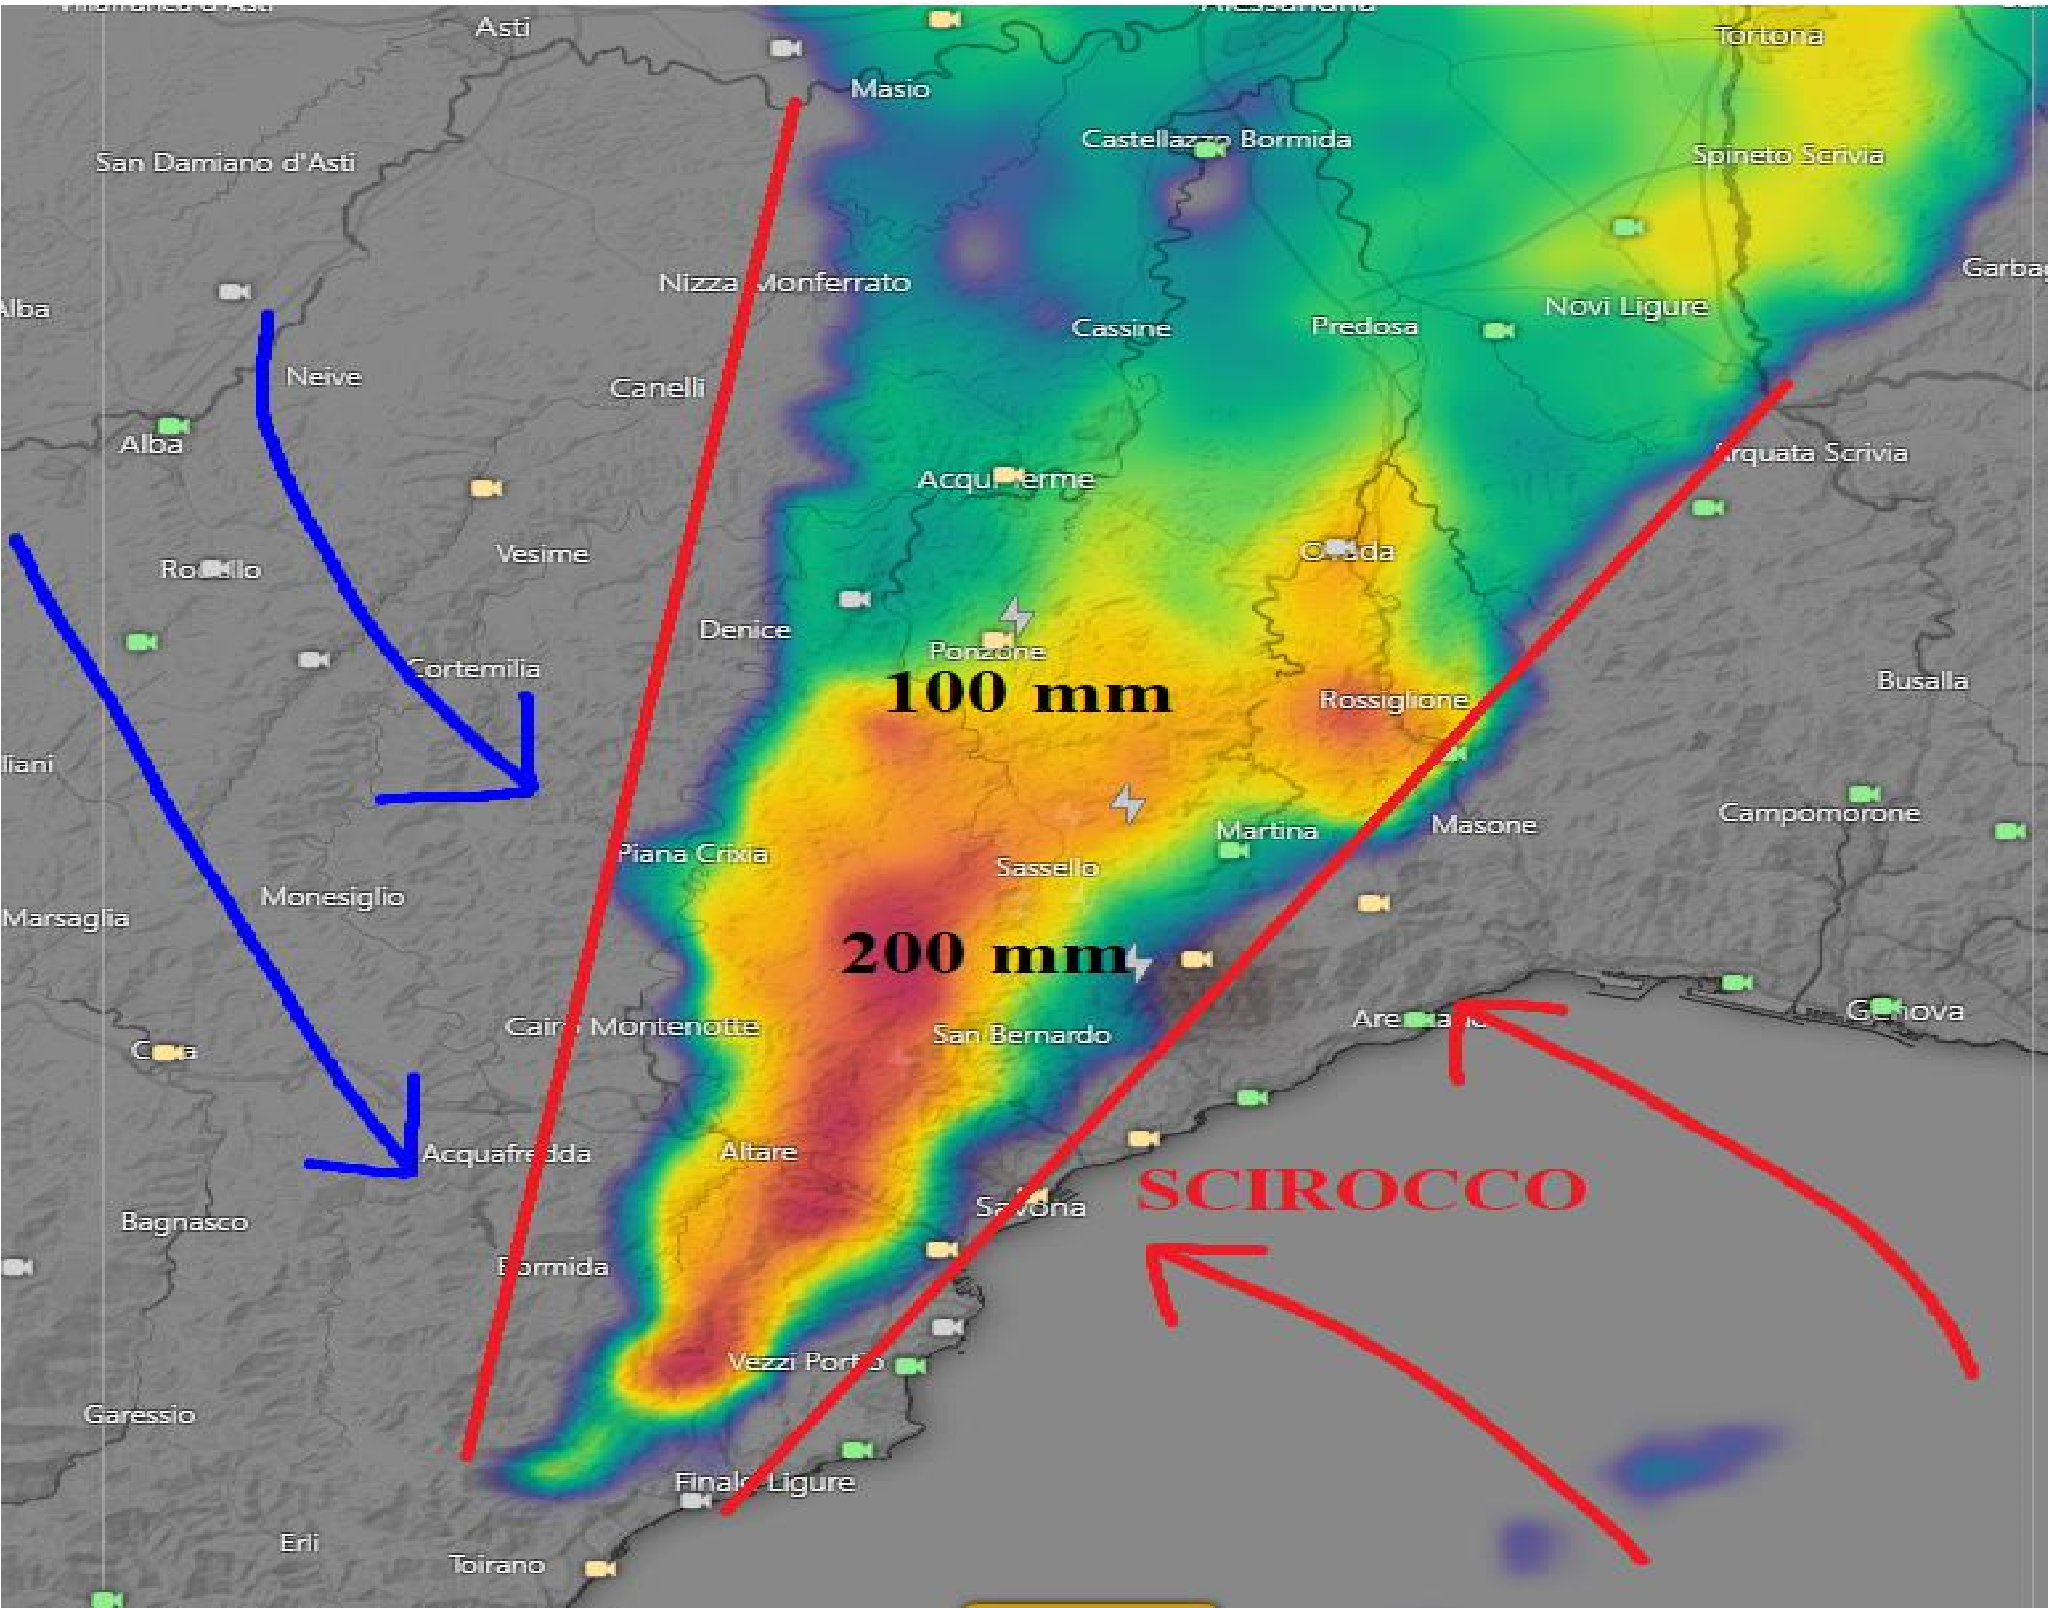 Asti
Tortona
Masio
Castellazzo Bormida
San Damiano d'Asti
Spineto Scrivia
Nizza Monferrato
Alba
Novi Ligure
Cassine
Predosa
Neive
Canelli
Alba
Arquata Scrivia
Acqui Terme
Vesime
Ovada
Denice
Ponzone
Cortemilia
Busalla
100 mm
Rossiglione
liani
Campomorone
Masone
Martina
Piana Crixia
Sassello
Monesiglio
Marsaglia
200 mm
Cairo Montenotte
San Bernardo
Arenzano
Genova
Altare
Acquafredda
SCIROCCO
Savona
Bagnasco
Bormida
Vezzi Portio
Garessio
Finale Ligure
Erli
Toirano